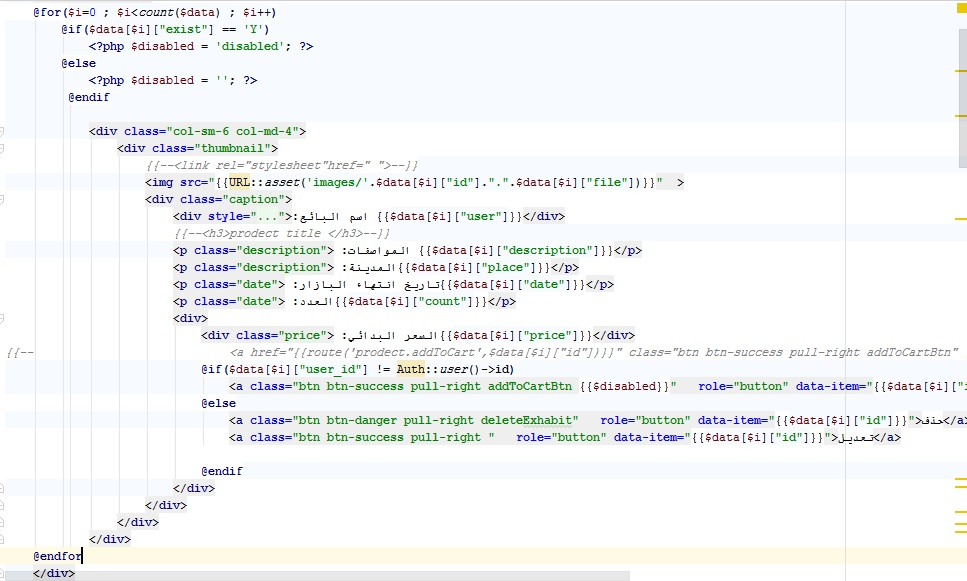 @for($i=0 ; $i<count($data) ; $i++)
@if($data[$i]["exist"] == 'Y')
<?php $disabled = 'disabled'; ?>
@else
<?php $disabled = ''; ?>
@endif
<div class="col-sm-6 col-md-4">
<div class="thumbnail">
{{--<link rel="stylesheet"href=" ">--}}
<img src="{{URL::asset('images/'.$data[$i]["id"].".".$data[$i]["file"])}}"  >
<div class="caption">
<div style="...">:اسم البائع {{$data[$i]["user"]}}</div>
{{--<h3>prodect title </h3>--}}
<p class="description"> :المواصفات {{$data[$i]["description"]}}</p>
<p class="description"> :المدينة{{$data[$i]["place"]}}</p>
<p class="date"> :تاريخ انتهاء البازار{{$data[$i]["date"]}}</p>
<p class="date"> :العدد{{$data[$i]["count"]}}</p>
<div>
<div class="price"> :السعر البدائي{{$data[$i]["price"]}}</div>
{{-- <a href="{{route('prodect.addToCart',$data[$i]["id"])}}" class="btn btn-success pull-right addToCartBtn"
@if($data[$i]["user_id"] != Auth::user()->id)
<a class="btn btn-success pull-right addToCartBtn {{$disabled}}"   role="button" data-item="{{$data[$i]["i
@else
<a class="btn btn-danger pull-right deleteExhabit"   role="button" data-item="{{$data[$i]["id"]}}">حذف</a>
<a class="btn btn-success pull-right "   role="button" data-item="{{$data[$i]["id"]}}">تعديل</a>
@endif
</div>
</div>
</div>
</div>
@endfor
</div>